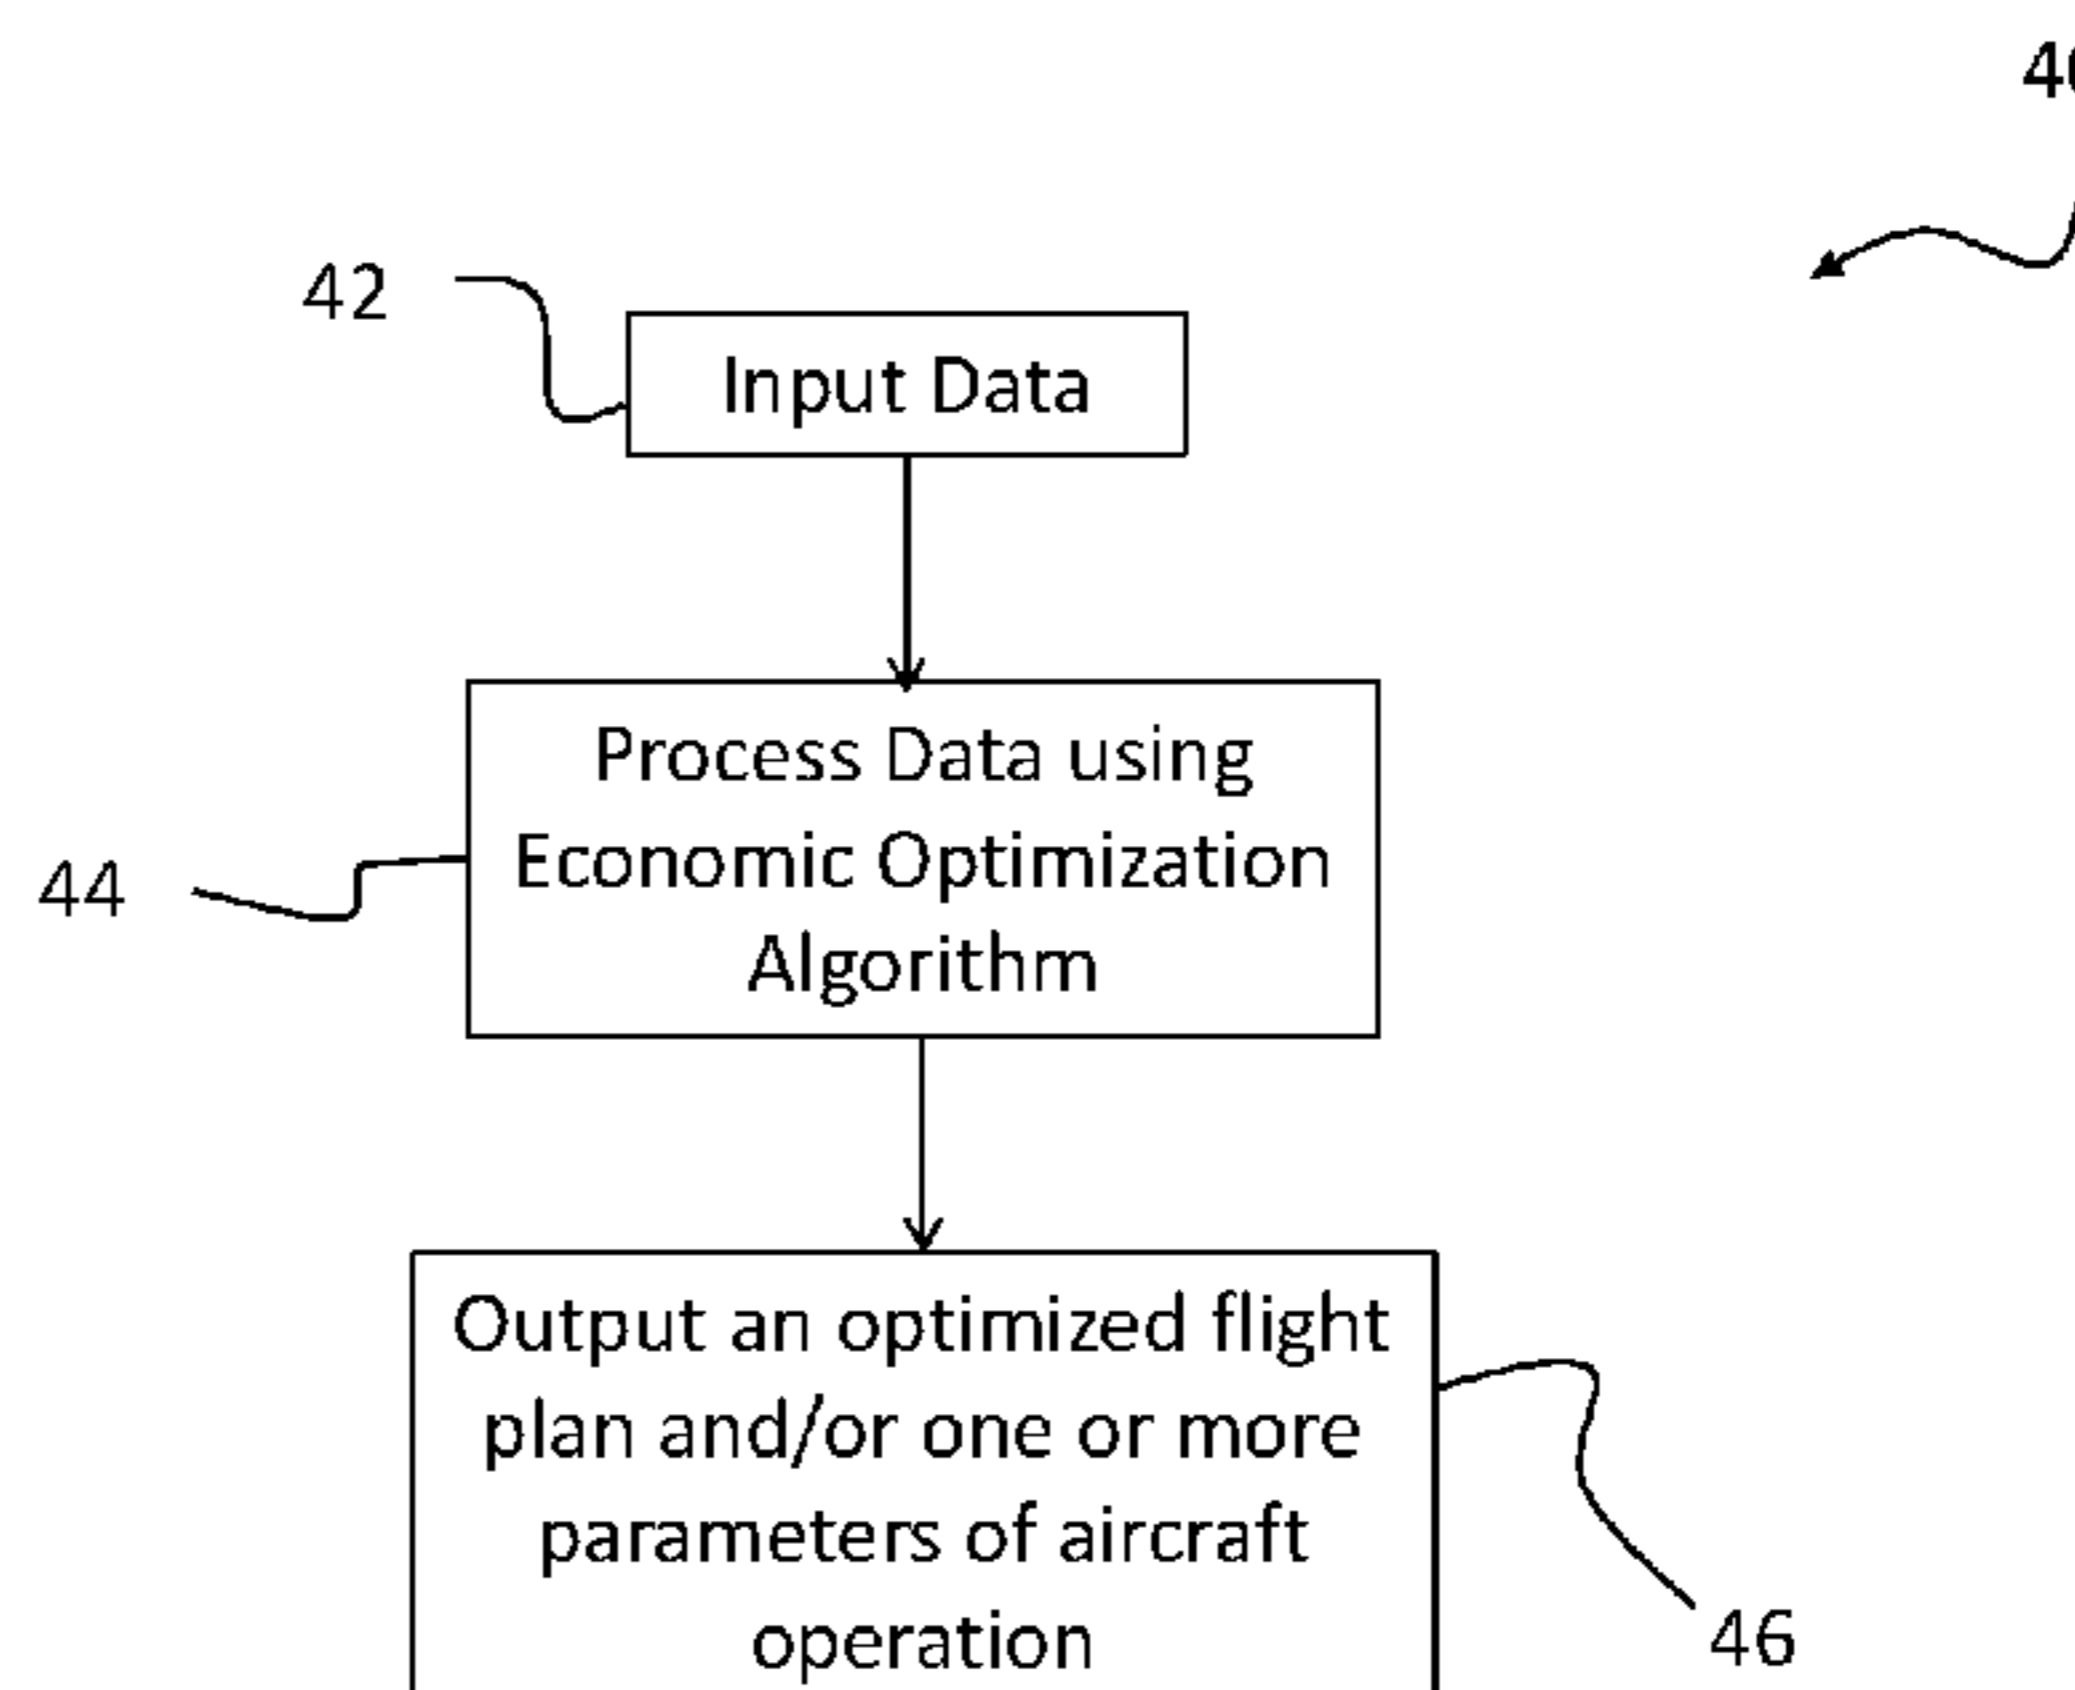 42
Input Data
Process Data using
Economic Optimization
Algorithm
44
Output an optimized flight
plan and/or one or more
parameters of aircraft
operation
46